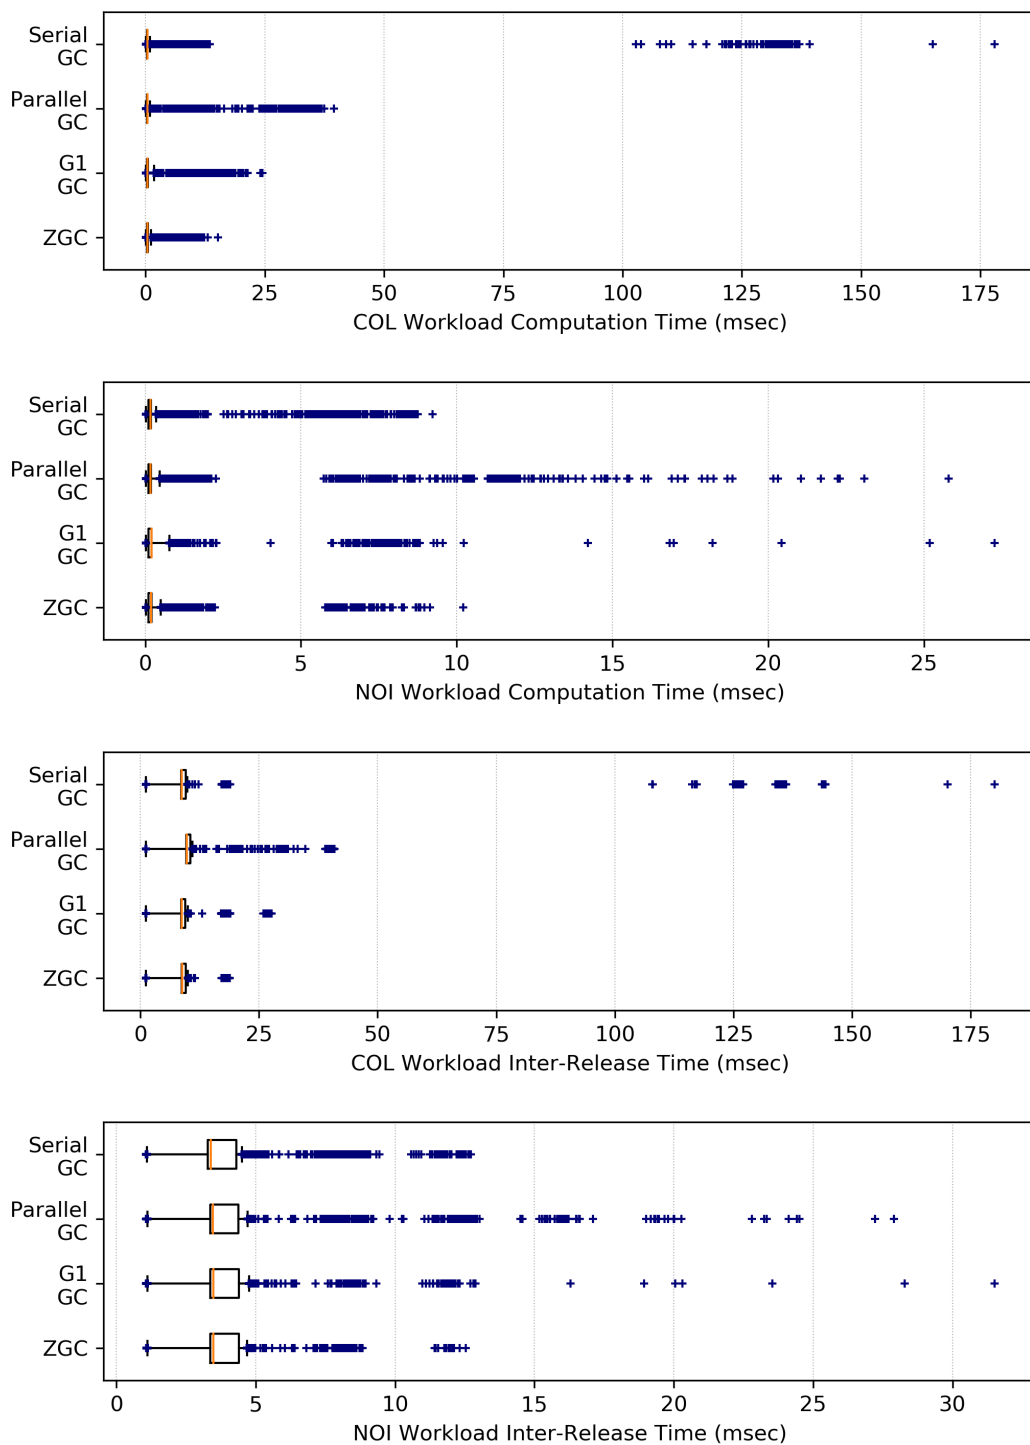 Serial
GC
Parallel
GC
G1
GC
ZGC
0 25 50 75 100 125 150 175
COL Workload Computation Time (msec)
Serial
GC
Parallel
GC
G1
GC
ZGC
0 5 10 15 20 25
NOI Workload Computation Time (msec)
Serial
GC
Parallel
GC
G1
GC
ZGC
0 25 50 75 100 125 150 175
COL Workload Inter-Release Time (msec)
Serial
GC
Parallel
GC
G1
GC
ZGC
0 5 10 15 20 25 30
NOI Workload Inter-Release Time (msec)